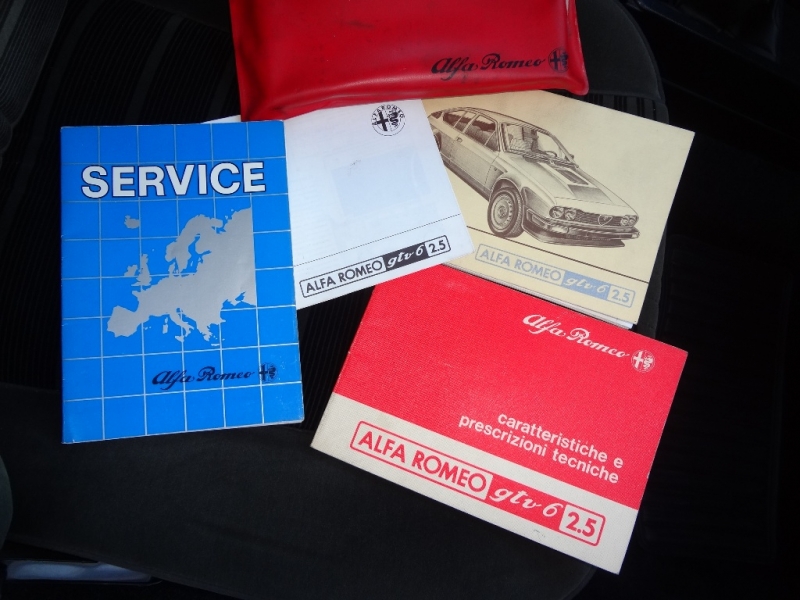 Alfa Romeo
SERVICE
Alfa Romeo
ALFA ROMEO gtv 6 2.5
ALFA ROMEO gtv 6 2.5
Alfa Romeo
caratteristiche e
prescrizioni tecniche
ALFA ROMEO gtv 6 2.5